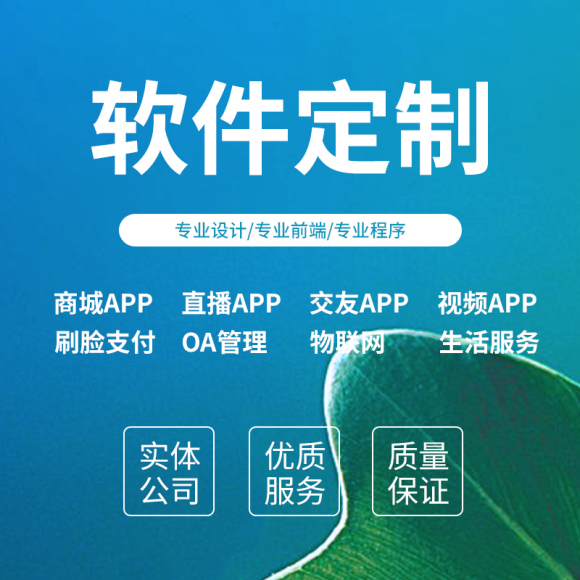 软件定制
专业设计/专业前端/专业程序
商城APP 直播APP 交友APP 视频APP
刷脸支付 OA管理 物联网 生活服务
实体 优质 质量
公司 服务 保证